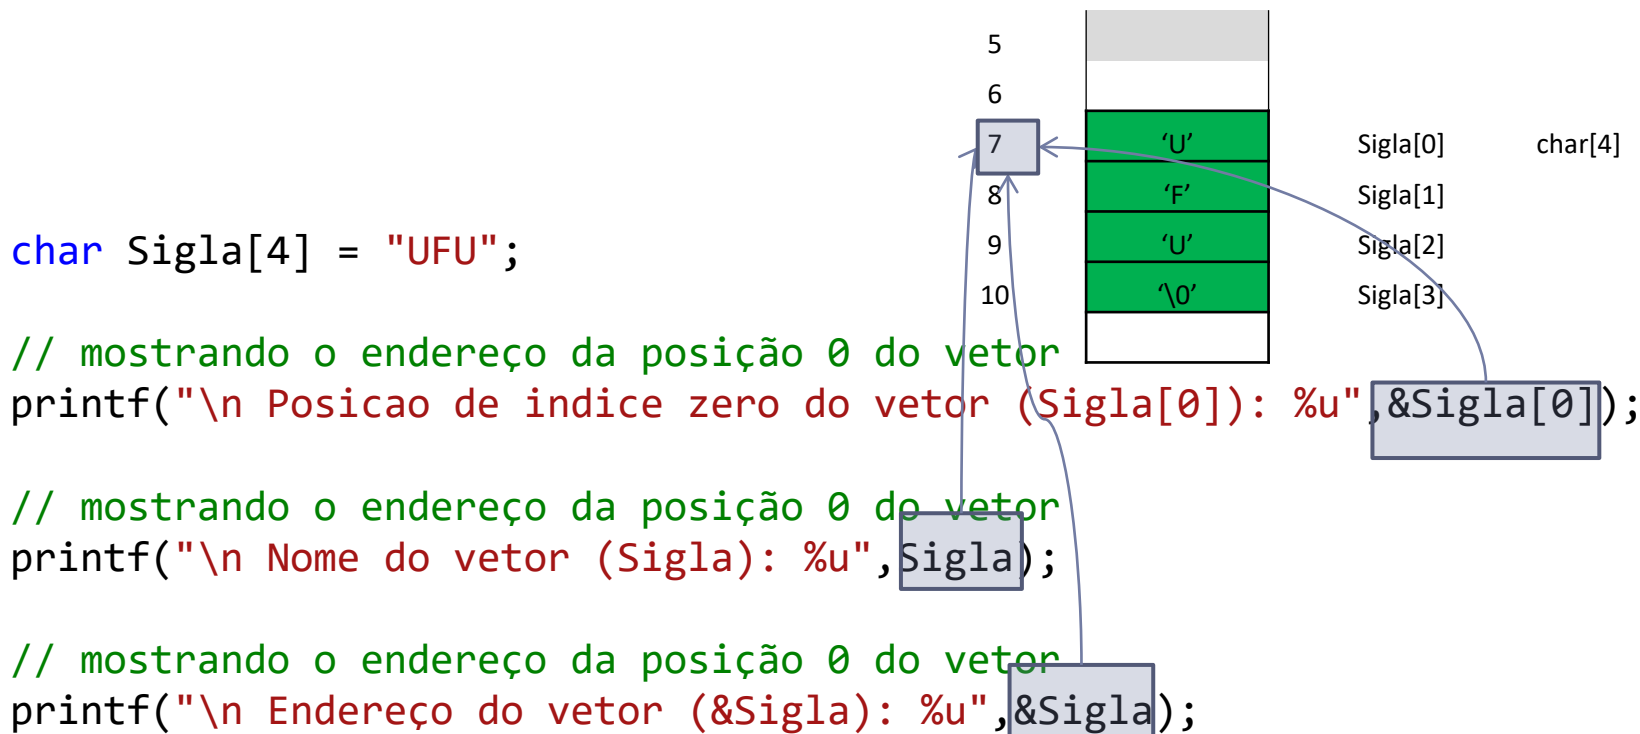 5
6
7 ‘U’ Sigla[0] char[4]
8 ‘F’ Sigla[1]
9 ‘U’ Sigla[2]
10 ‘\0’ Sigla[3]
char Sigla[4] = "UFU";
// mostrando o endereço da posição 0 do vetor
printf("\n Posicao de indice zero do vetor (Sigla[0]): %u",&Sigla[0]);
// mostrando o endereço da posição 0 do vetor
printf("\n Nome do vetor (Sigla): %u",Sigla);
// mostrando o endereço da posição 0 do vetor
printf("\n Endereço do vetor (&Sigla): %u",&Sigla);